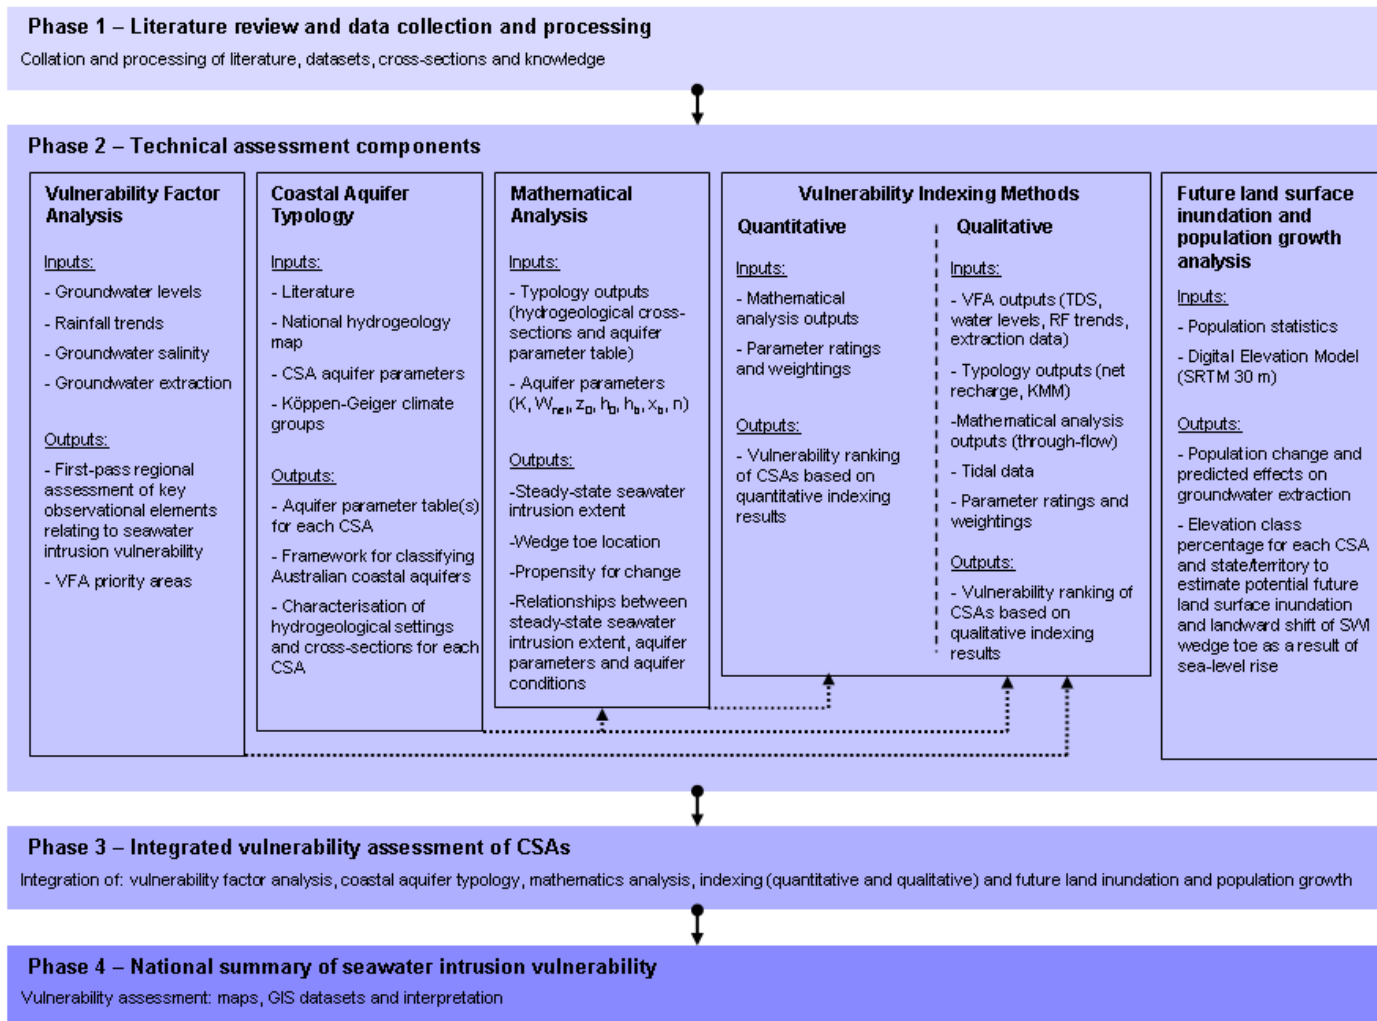 Phase 1 – Literature review and data collection and processing
Collation and processing of literature, datasets, cross-sections and knowledge
Phase 2 – Technical assessment components
Vulnerability Factor
Analysis
Inputs:
- Groundwater levels
- Rainfall trends
- Groundwater salinity
- Groundwater extraction
Outputs:
- First-pass regional
assessment of key
observational elements
relating to seawater
intrusion vulnerability
- VFA priority areas
Coastal Aquifer
Typology
Inputs:
- Literature
- National hydrogeology
map
- CSA aquifer parameters
- Köppen-Geiger climate
groups
Outputs:
- Aquifer parameter table(s)
for each CSA
- Framework for classifying
Australian coastal aquifers
- Characterisation of
hydrogeological settings
and cross-sections for each
CSA
Mathematical
Analysis
Inputs:
- Typology outputs
(hydrogeological cross-
sections and aquifer
parameter table)
- Aquifer parameters
(K, Wnet, z0, h0, hb, xb, n)
Outputs:
-Steady-state seawater
intrusion extent
-Wedge toe location
-Propensity for change
-Relationships between
steady-state seawater
intrusion extent, aquifer
parameters and aquifer
conditions
Vulnerability Indexing Methods
Quantitative
Inputs:
- Mathematical
analysis outputs
- Parameter ratings
and weightings
Outputs:
- Vulnerability ranking
of CSAs based on
quantitative indexing
results
Qualitative
Inputs:
- VFA outputs (TDS,
water levels, RF trends,
extraction data)
- Typology outputs (net
recharge, KMM)
-Mathematical analysis
outputs (through-flow)
- Tidal data
- Parameter ratings and
weightings
Outputs:
- Vulnerability ranking of
CSAs based on
qualitative indexing
results
Future land surface
inundation and
population growth
analysis
Inputs:
- Population statistics
- Digital Elevation Model
(SRTM 30 m)
Outputs:
- Population change and
predicted effects on
groundwater extraction
- Elevation class
percentage for each CSA
and state/territory to
estimate potential future
land surface inundation
and landward shift of SWI
wedge toe as a result of
sea-level rise
Phase 3 – Integrated vulnerability assessment of CSAs
Integration of: vulnerability factor analysis, coastal aquifer typology, mathematics analysis, indexing (quantitative and qualitative) and future land inundation and population growth
Phase 4 – National summary of seawater intrusion vulnerability
Vulnerability assessment: maps, GIS datasets and interpretation